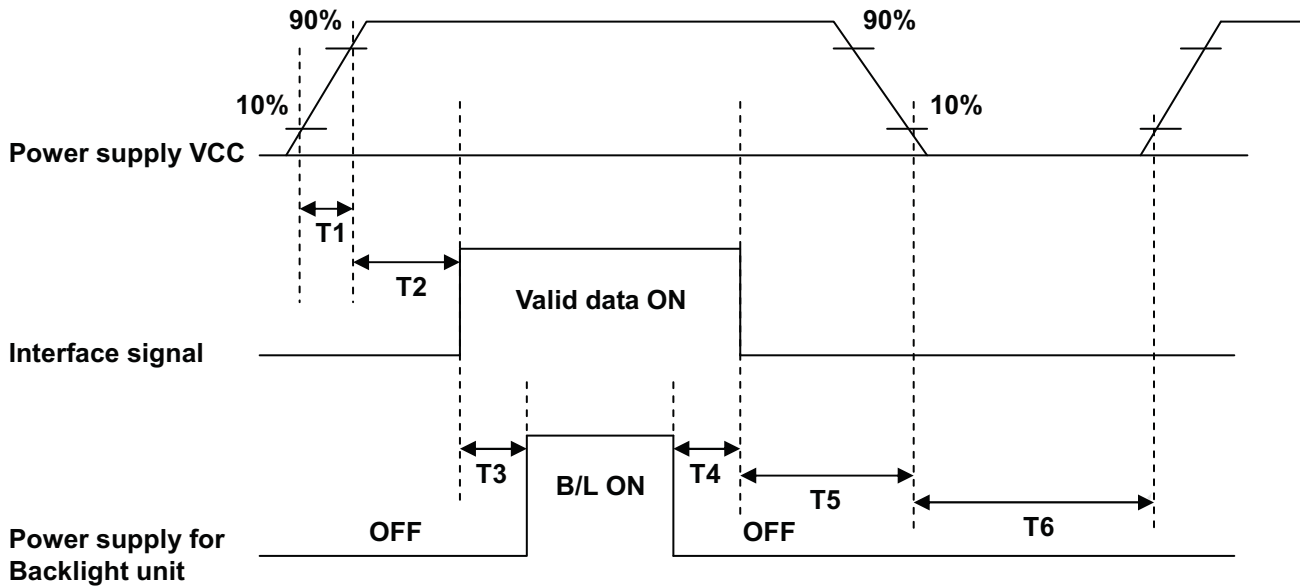 90%
90%
10%
10%
Power supply VCC
T1
T2
Valid data ON
Interface signal
T3
T4
B/L ON
T5
T6
OFF
OFF
Power supply for
Backlight unit